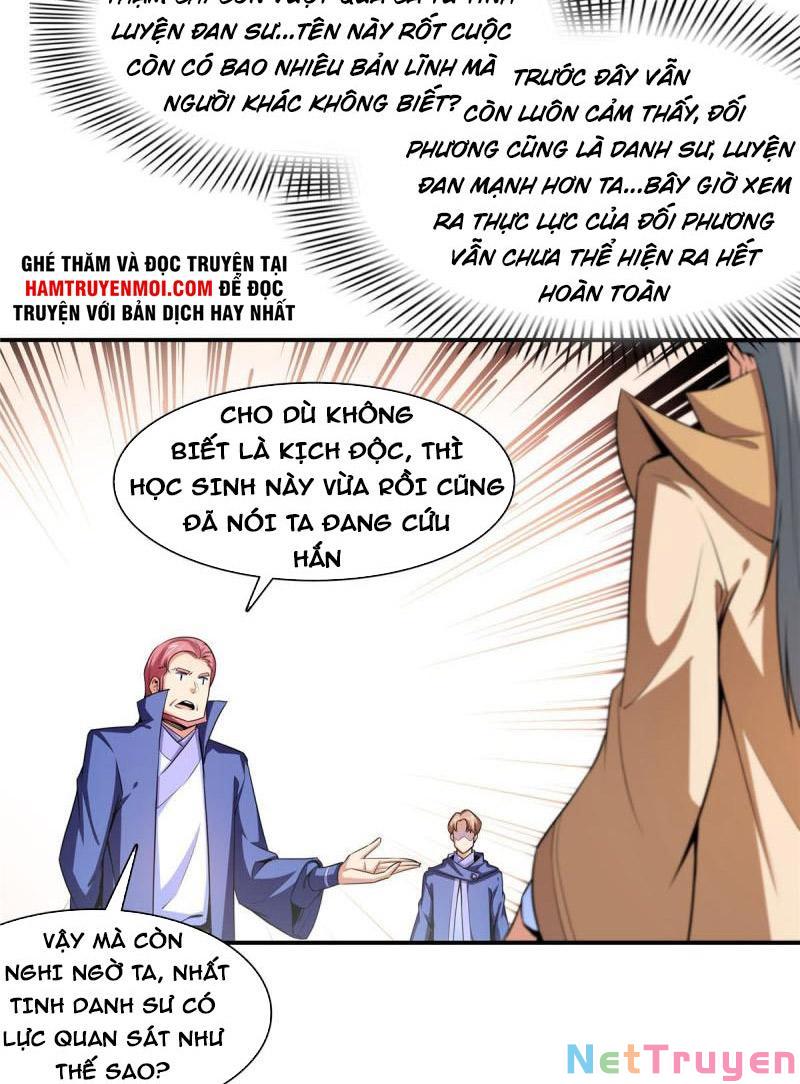 LUYỆN ĐAN SƯ...TÊN NÀY RỐT CUỘC
CÒN CÓ BAO NHIÊU BẢN LĨNH MÀ
NGƯỜI KHÁC KHÔNG BIẾT?
TRƯỚC ĐÂY VẪN
CÒN LUÔN CẢM THẤY, ĐỐI
PHƯƠNG CŨNG LÀ DANH SƯ, LUYỆN
ĐAN MẠNH HƠN TA...BÂY GIỜ XEM
RA THỰC LỰC CỦA ĐỐI PHƯƠNG
VẪN CHƯA THỂ HIỆN RA HẾT
HOÀN TOÀN
GHÉ THĂM VÀ ĐỌC TRUYỆN TẠI
HAMTRUYENMOI.COM ĐỂ ĐỌC
TRUYỆN VỚI BẢN DỊCH HAY NHẤT
CHO DÙ KHÔNG
BIẾT LÀ KỊCH ĐỘC, THÌ
HỌC SINH NÀY VỪA RỒI CŨNG
ĐÃ NÓI TA ĐANG CỨU
HẮN
VẬY MÀ CÒN
NGHI NGỜ TA, NHẤT
TINH DANH SƯ CÓ
LỰC QUAN SÁT NHƯ
THẾ SAO?
NetTruyen